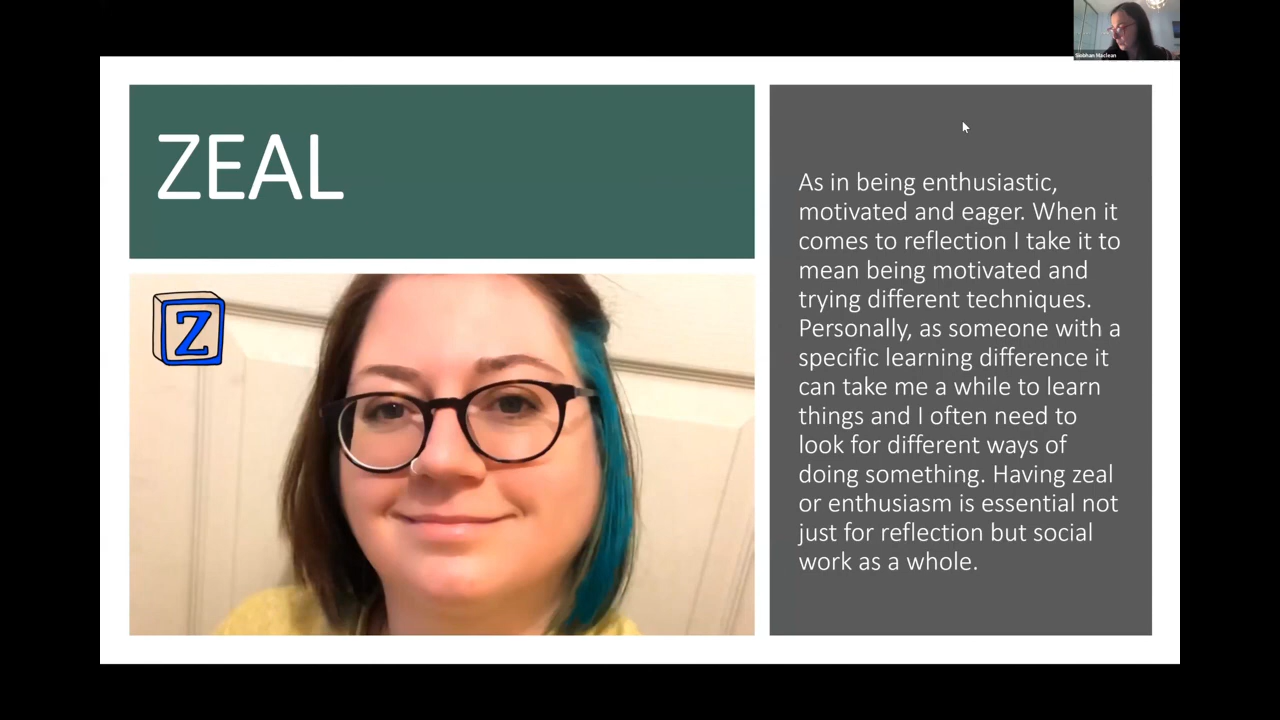 Siobhan Maclean
ZEAL
Z
As in being enthusiastic,
motivated and eager. When it
comes to reflection I take it to
mean being motivated and
trying different techniques.
Personally, as someone with a
specific learning difference it
can take me a while to learn
things and I often need to
look for different ways of
doing something. Having zeal
or enthusiasm is essential not
just for reflection but social
work as a whole.